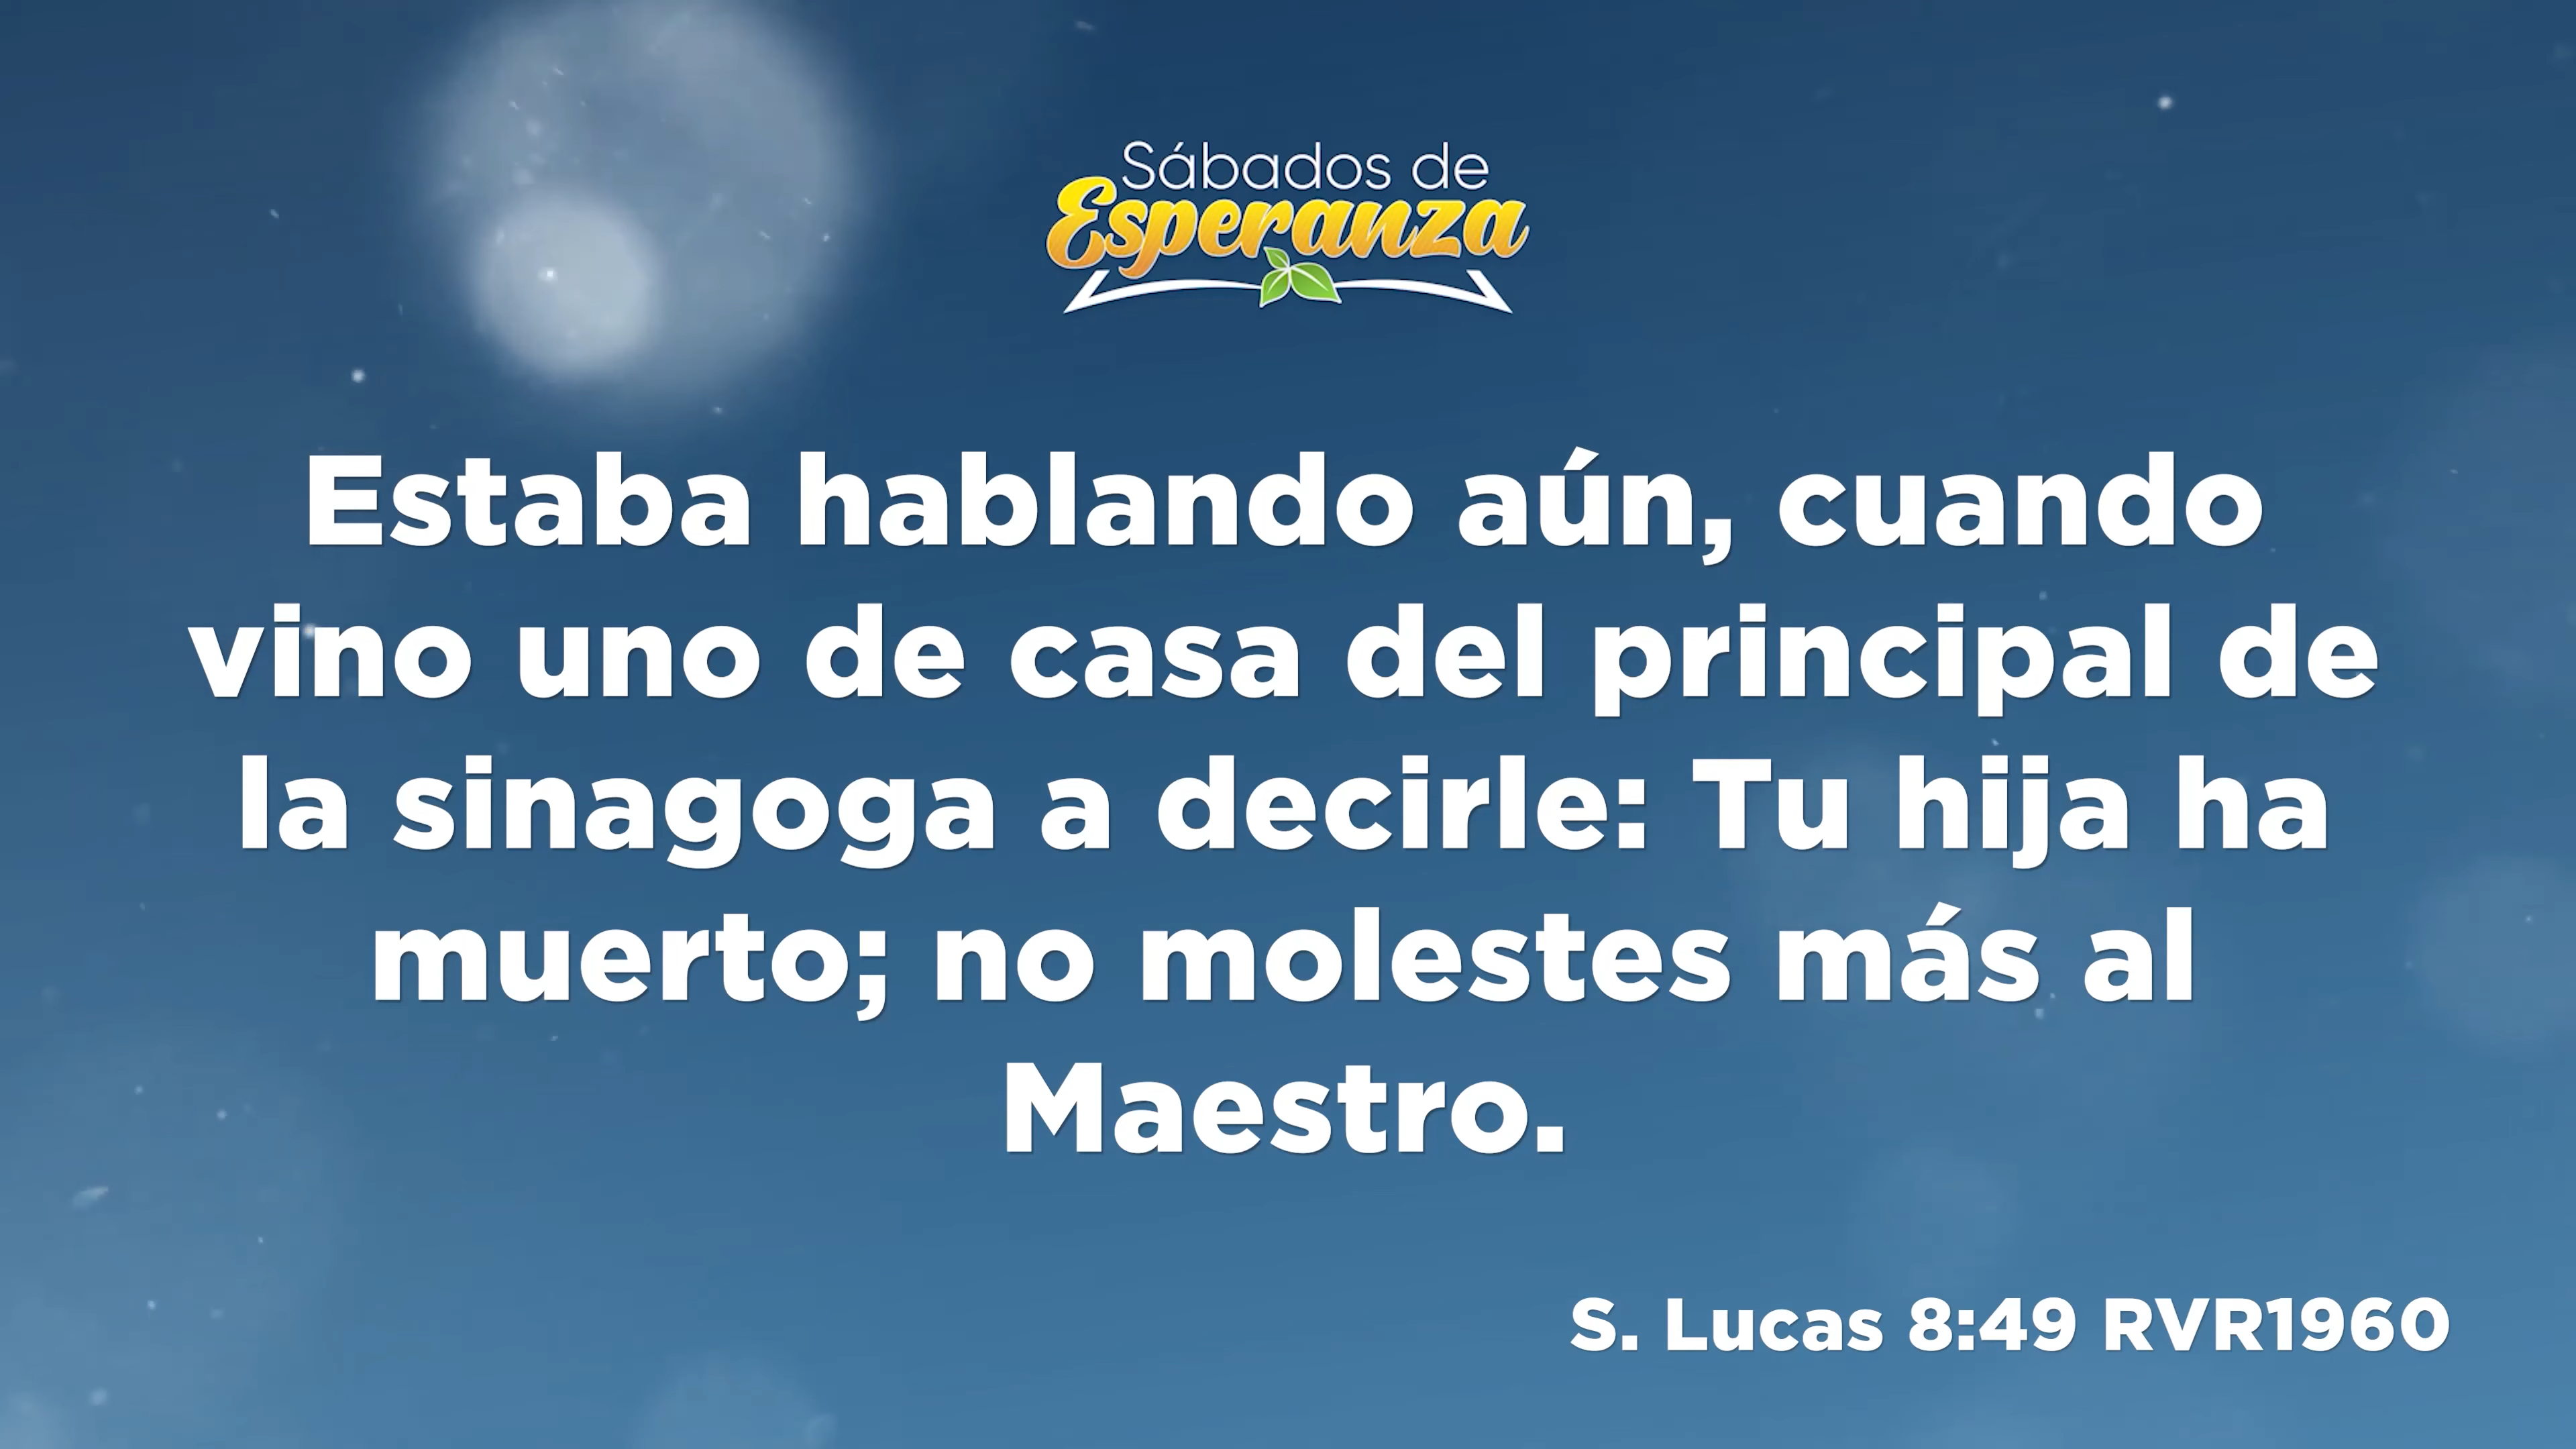 Sábados de
Esperanza
Estaba hablando aún, cuando
vino uno de casa del principal de
la sinagoga a decirle: Tu hija ha
muerto; no molestes más al
Maestro.
S. Lucas 8:49 RVR1960